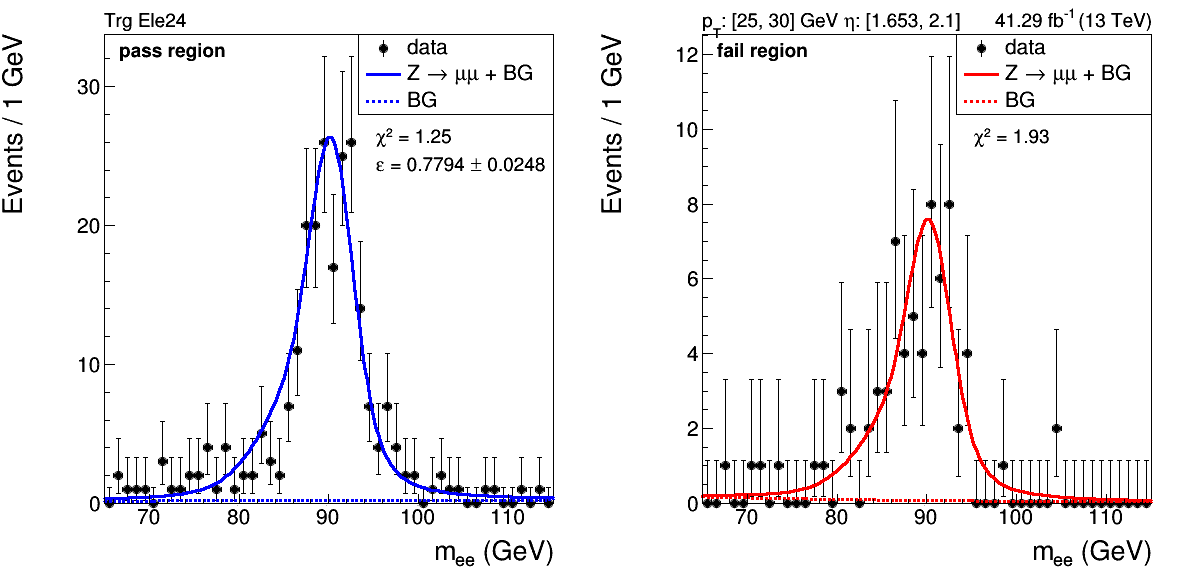 Trg Ele24
pass region
data
Z → μμ + BG
BG
χ² = 1.25
ε = 0.7794 ± 0.0248
Events / 1 GeV
30
20
10
0
70 80 90 100 110
m_ee (GeV)
p_T: [25, 30] GeV η: [1.653, 2.1] 41.29 fb⁻¹ (13 TeV)
fail region
data
Z → μμ + BG
BG
χ² = 1.93
Events / 1 GeV
12
10
8
6
4
2
0
70 80 90 100 110
m_ee (GeV)